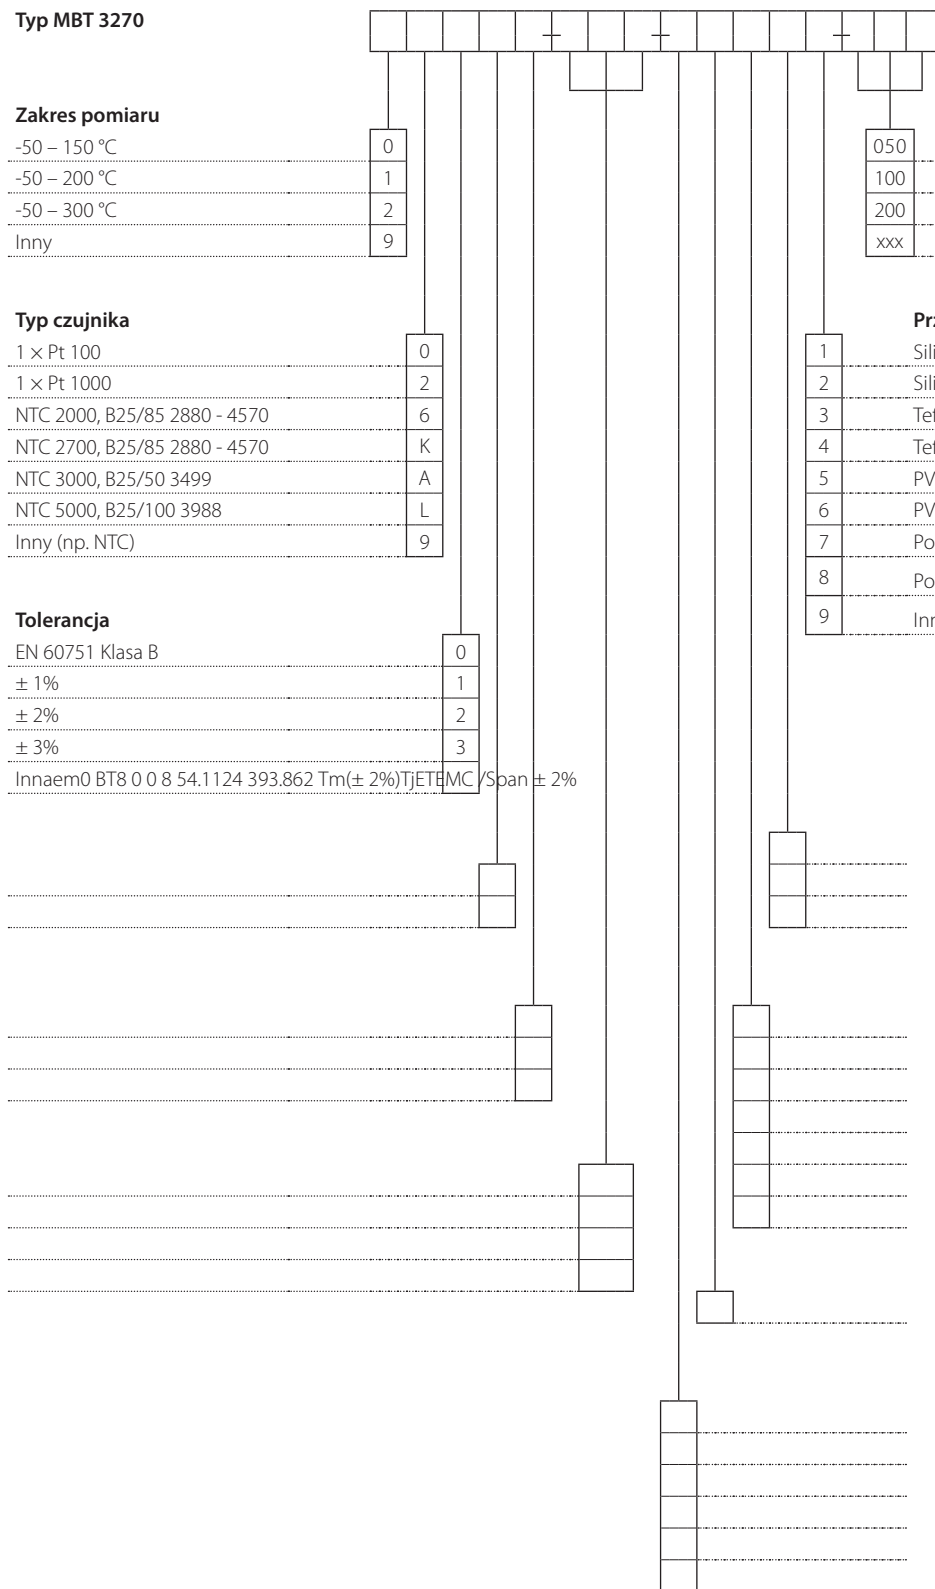 Typ MBT 3270
Zakres pomiaru
-50 – 150 °C 0
-50 – 200 °C 1
-50 – 300 °C 2
Inny 9
050
100
200
xxx
Typ czujnika
1 × Pt 100 0
1 × Pt 1000 2
NTC 2000, B25/85 2880 - 4570 6
NTC 2700, B25/85 2880 - 4570 K
NTC 3000, B25/50 3499 A
NTC 5000, B25/100 3988 L
Inny (np. NTC) 9
1
2
3
4
5
6
7
8
9
Tolerancja
EN 60751 Klasa B 0
± 1% 1
± 2% 2
± 3% 3
Innaem0 BT8 0 0 8 54.1124 393.862 Tm(± 2%)TjETEMC /Span ± 2%